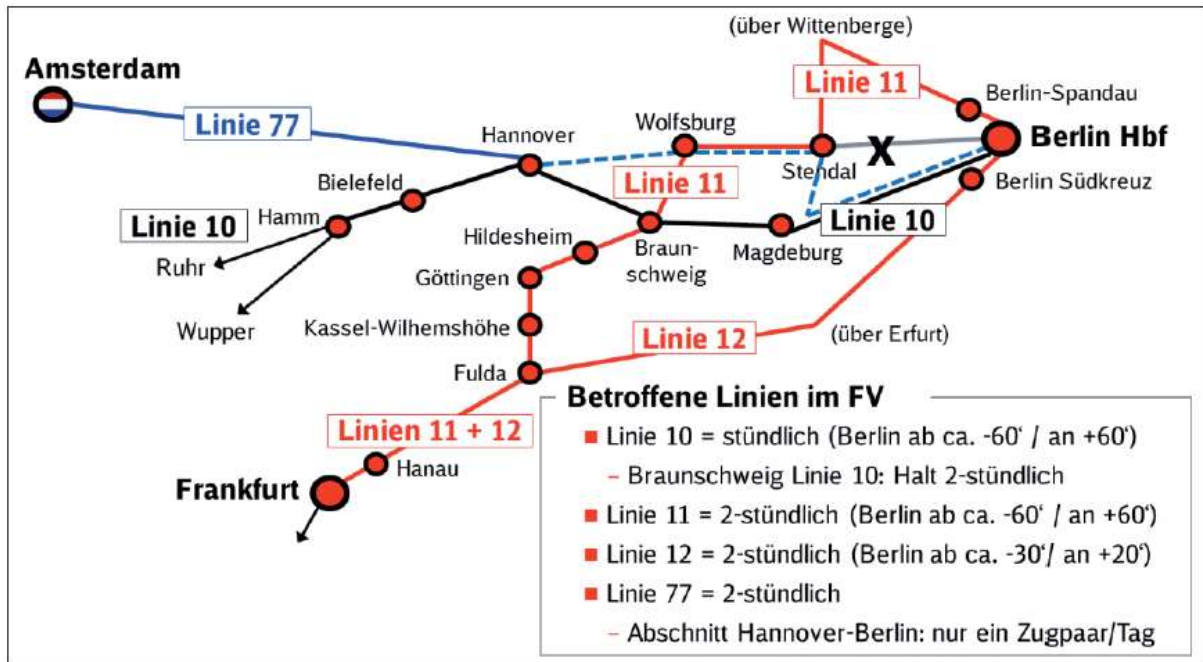 (über Wittenberge)
Amsterdam
Linie 11
Berlin-Spandau
Linie 77
Hannover
Wolfsburg
Berlin Hbf
X
Stendal
Bielefeld
Linie 11
Berlin Südkreuz
Linie 10
Hamm
Linie 10
Hildesheim
Braun-
schweig
Magdeburg
Ruhr
Göttingen
Wupper
Kassel-Wilhemshöhe
Linie 12
(über Erfurt)
Fulda
Linien 11 + 12
Hanau
Frankfurt
Betroffene Linien im FV
■ Linie 10 = stündlich (Berlin ab ca. -60‘ / an +60‘)
– Braunschweig Linie 10: Halt 2-stündlich
■ Linie 11 = 2-stündlich (Berlin ab ca. -60‘ / an +60‘)
■ Linie 12 = 2-stündlich (Berlin ab ca. -30‘/ an +20‘)
■ Linie 77 = 2-stündlich
– Abschnitt Hannover-Berlin: nur ein Zugpaar/Tag